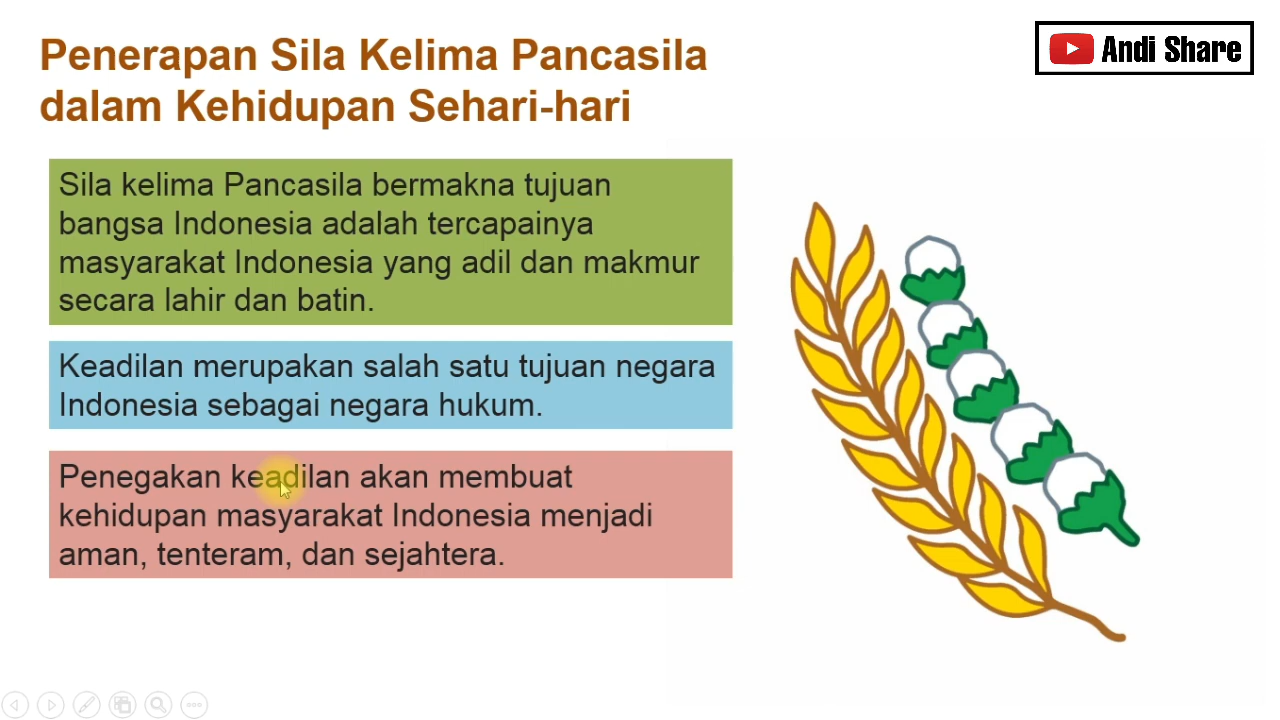 Penerapan Sila Kelima Pancasila
dalam Kehidupan Sehari-hari
Andi Share
Sila kelima Pancasila bermakna tujuan
bangsa Indonesia adalah tercapainya
masyarakat Indonesia yang adil dan makmur
secara lahir dan batin.
Keadilan merupakan salah satu tujuan negara
Indonesia sebagai negara hukum.
Penegakan keadilan akan membuat
kehidupan masyarakat Indonesia menjadi
aman, tenteram, dan sejahtera.